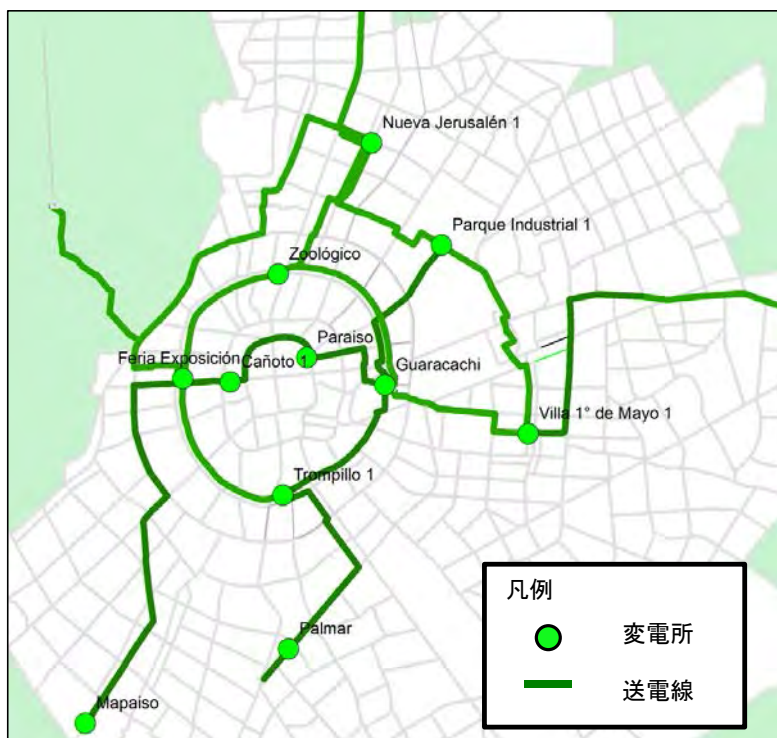 Nueva Jerusalén 1
Parque Industrial 1
Zoológico
Paraiso
Feria Exposición
Cañoto 1
Guaracachi
Villa 1° de Mayo 1
Trompillo 1
Palmar
Mapaiso
凡例
変電所
送電線